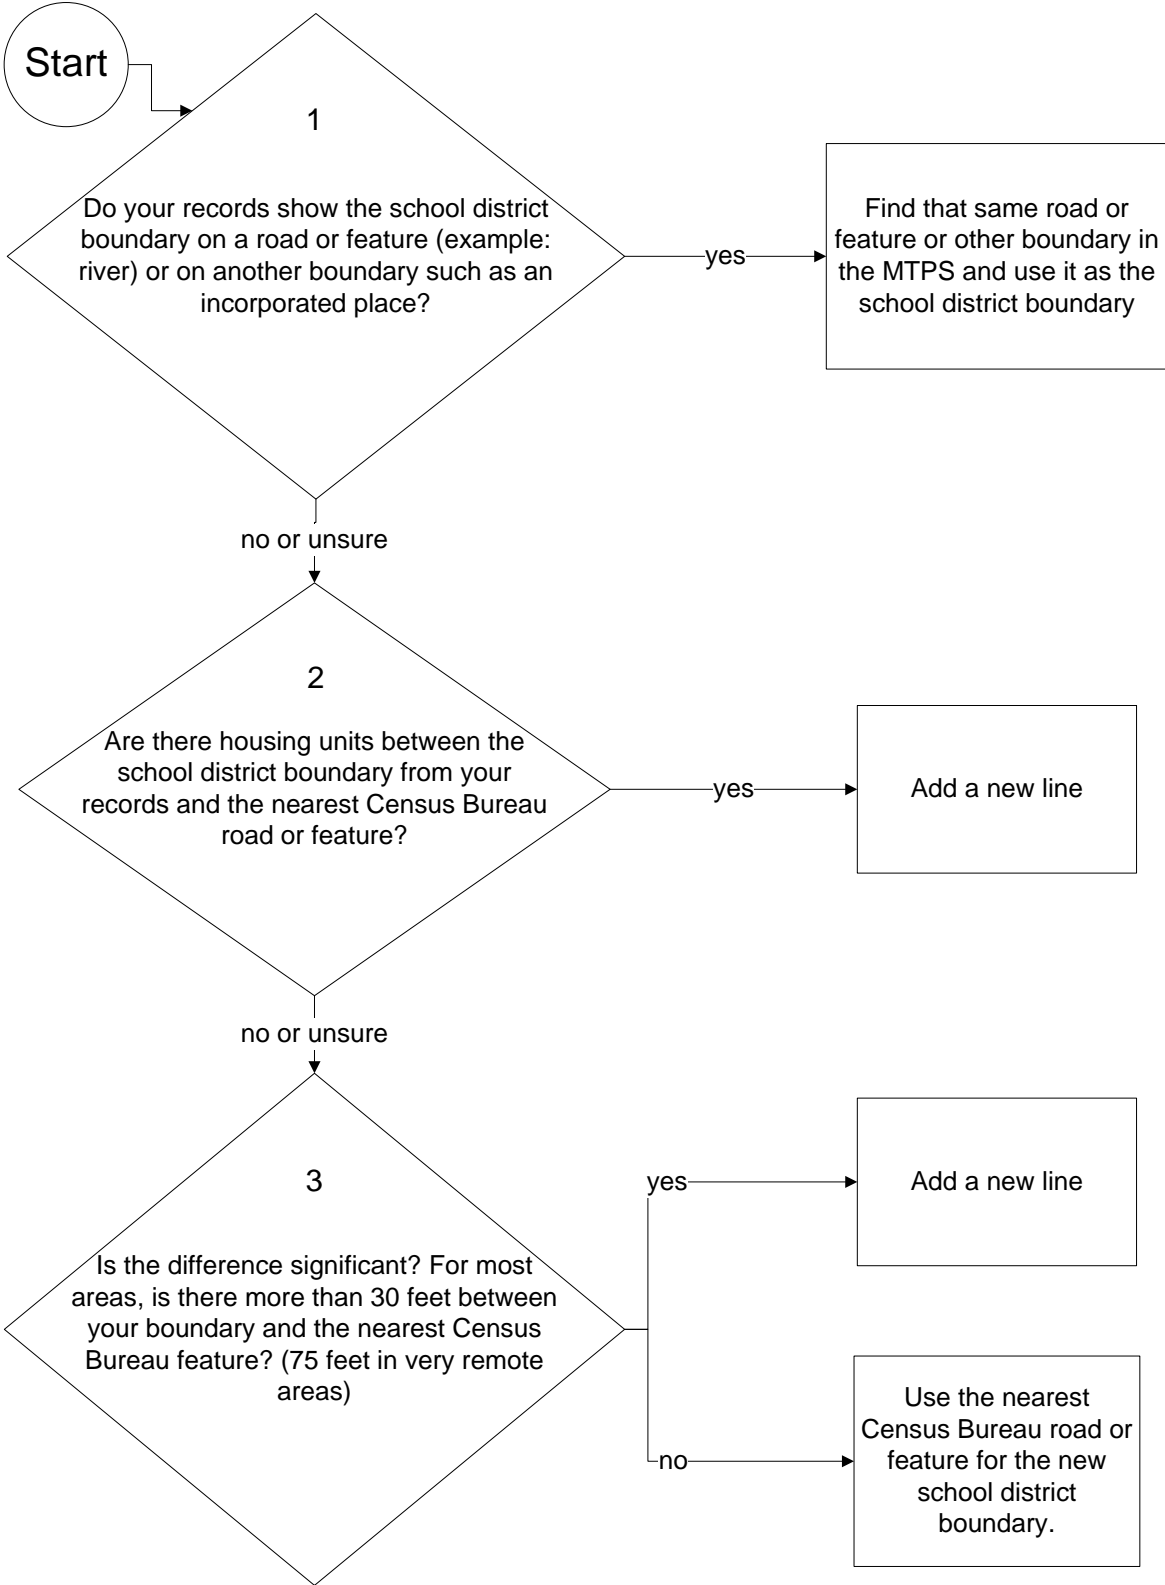 Start
1
Do your records show the school district
boundary on a road or feature (example:
river) or on another boundary such as an
incorporated place?
yes
Find that same road or
feature or other boundary in
the MTPS and use it as the
school district boundary
no or unsure
2
Are there housing units between the
school district boundary from your
records and the nearest Census Bureau
road or feature?
yes
Add a new line
no or unsure
3
Is the difference significant? For most
areas, is there more than 30 feet between
your boundary and the nearest Census
Bureau feature? (75 feet in very remote
areas)
yes
Add a new line
no
Use the nearest
Census Bureau road or
feature for the new
school district
boundary.